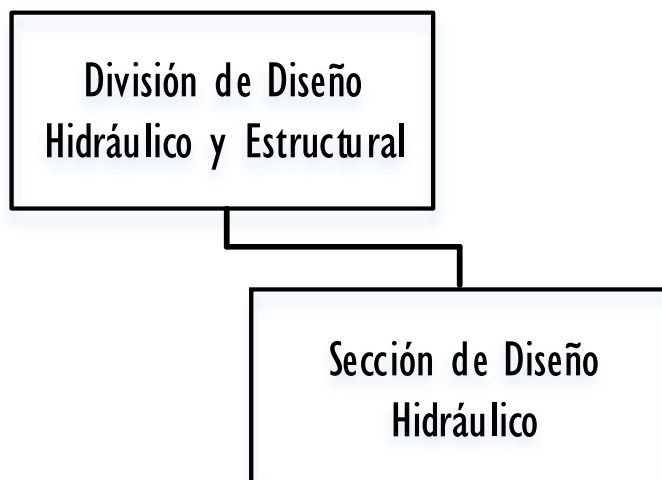 División de Diseño
Hidráulico y Estructural
Sección de Diseño
Hidráulico